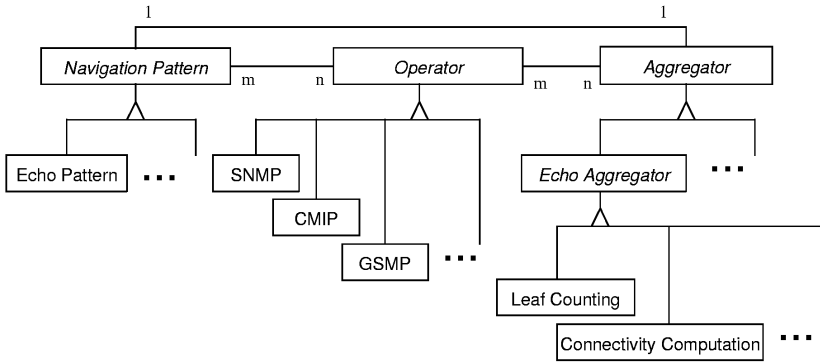 1 1
Navigation Pattern Operator Aggregator
m n m n
Echo Pattern ... SNMP Echo Aggregator ...
CMIP
GSMP ...
Leaf Counting
Connectivity Computation ...